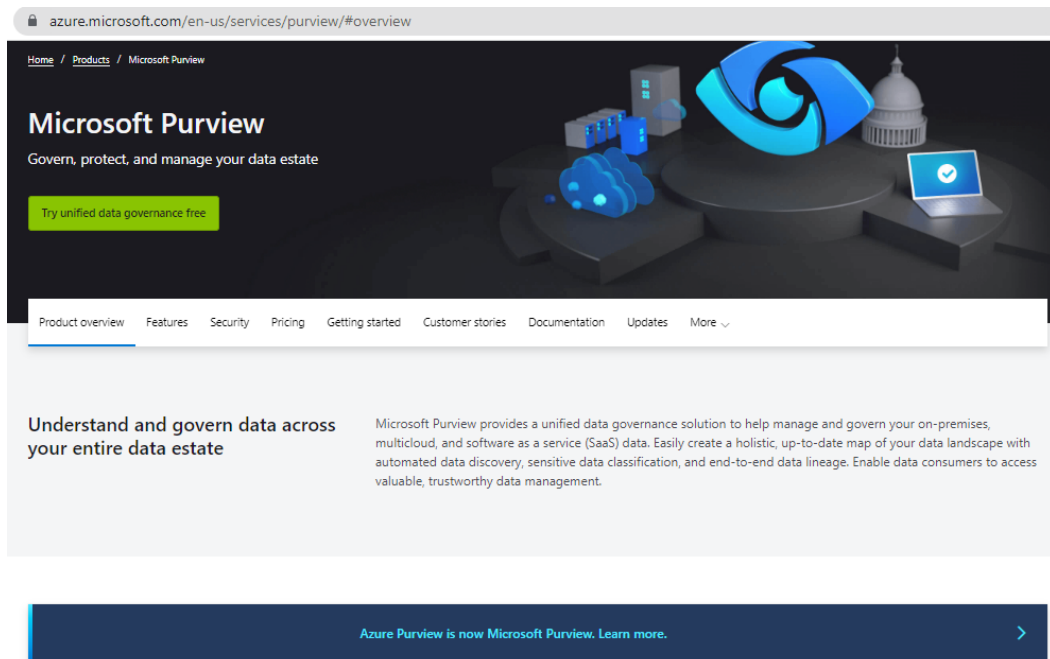 azure.microsoft.com/en-us/services/purview/#overview
Home / Products / Microsoft Purview
Microsoft Purview
Govern, protect, and manage your data estate
Try unified data governance free
Product overview Features Security Pricing Getting started Customer stories Documentation Updates More
Understand and govern data across
your entire data estate
Microsoft Purview provides a unified data governance solution to help manage and govern your on-premises,
multicloud, and software as a service (SaaS) data. Easily create a holistic, up-to-date map of your data landscape with
automated data discovery, sensitive data classification, and end-to-end data lineage. Enable data consumers to access
valuable, trustworthy data management.
Azure Purview is now Microsoft Purview. Learn more.